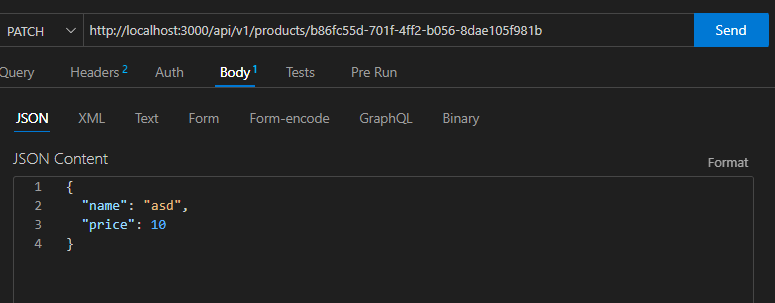 PATCH http://localhost:3000/api/v1/products/b86fc55d-701f-4ff2-b056-8dae105f981b Send
Query Headers 2 Auth Body 1 Tests Pre Run
JSON XML Text Form Form-encode GraphQL Binary
JSON Content
Format
1 {
2 "name": "asd",
3 "price": 10
4 }